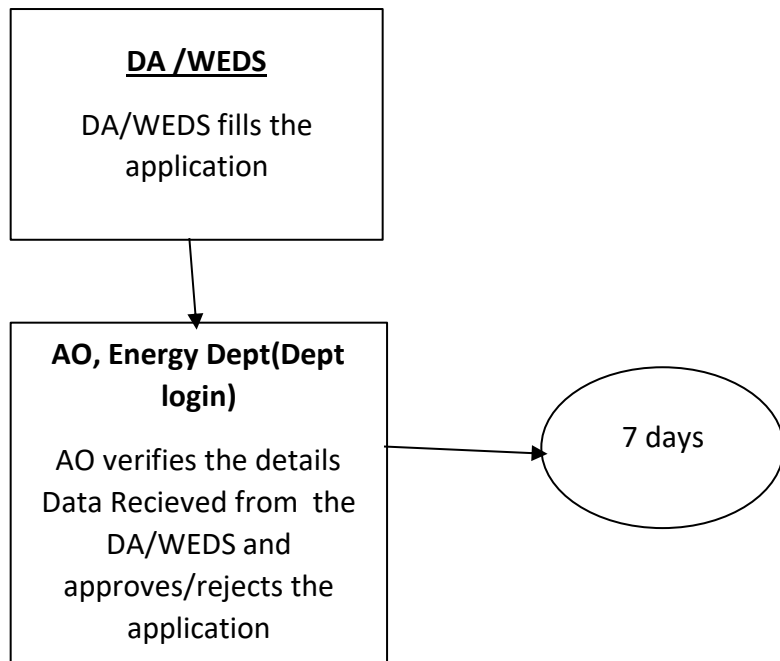 DA /WEDS
DA/WEDS fills the
application
AO, Energy Dept(Dept
login)
AO verifies the details
Data Recieved from the
DA/WEDS and
approves/rejects the
application
7 days